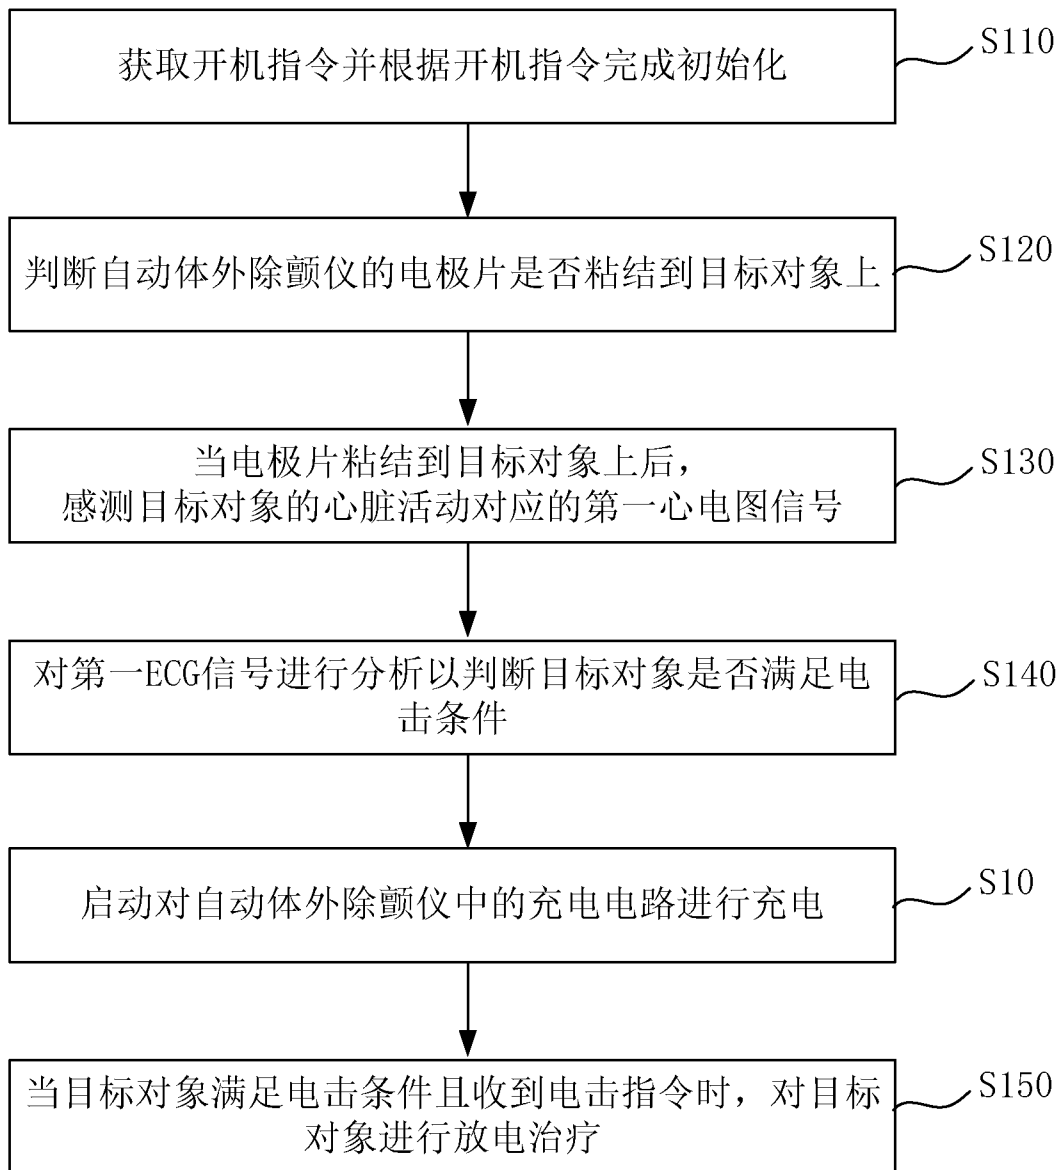 获取开机指令并根据开机指令完成初始化
S110
判断自动体外除颤仪的电极片是否粘结到目标对象上
S120
当电极片粘结到目标对象上后，
感测目标对象的心脏活动对应的第一心电图信号
S130
对第一ECG信号进行分析以判断目标对象是否满足电
击条件
S140
启动对自动体外除颤仪中的充电电路进行充电
S10
当目标对象满足电击条件且收到电击指令时，对目标
对象进行放电治疗
S150